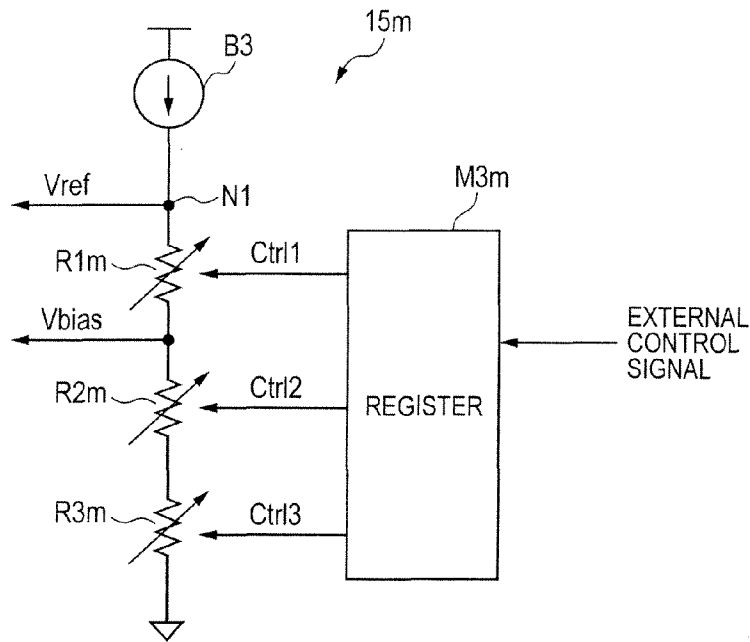 15m
B3
Vref
N1
M3m
R1m
Ctrl1
Vbias
EXTERNAL
CONTROL
SIGNAL
R2m
Ctrl2
REGISTER
R3m
Ctrl3